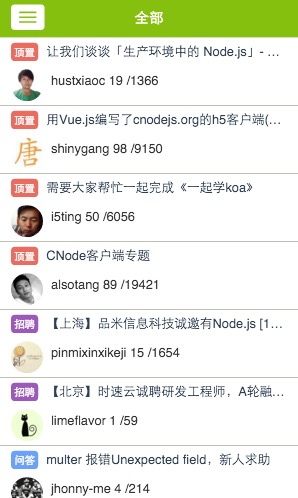 全部
顶置 让我们谈谈「生产环境中的 Node.js」- …
hustxiaoc 19 /1366
顶置 用Vue.js编写了cnodejs.org的h5客户端(…
唐
shinygang 98 /9150
顶置 需要大家帮忙一起完成《一起学koa》
i5ting 50 /6056
顶置 CNode客户端专题
alsotang 89 /19421
招聘 【上海】品米信息科技诚邀有Node.js [1…
pinmixinxikeji 15 /1654
招聘 【北京】时速云诚聘研发工程师，A轮融…
limeflavor 1 /59
问答 multer 报错Unexpected field，新人求助
jhonny-me 4 /214